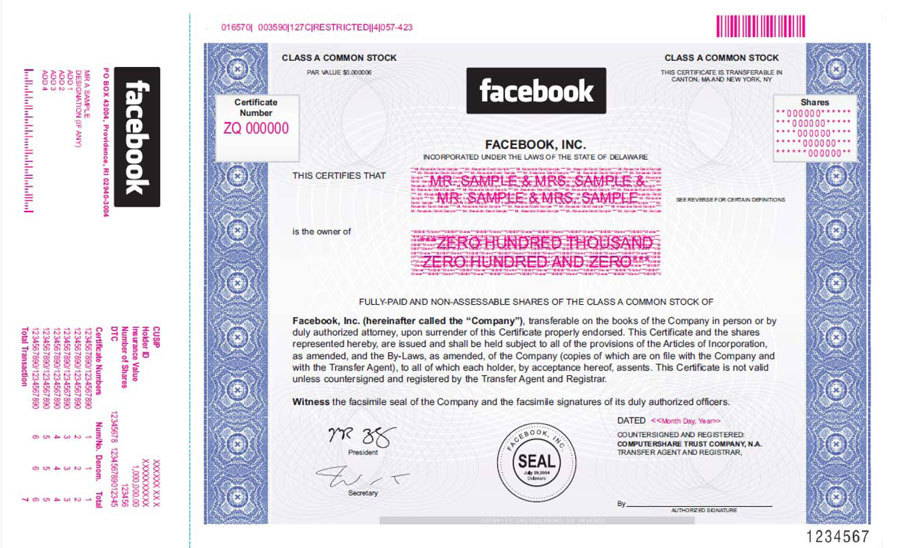 016570| 003590|127C|RESTRICTED||4|057-423
CLASS A COMMON STOCK
PAR VALUE $0.000006
facebook
CLASS A COMMON STOCK
THIS CERTIFICATE IS TRANSFERABLE IN
CANTON, MA AND NEW YORK, NY
Certificate
Number
ZQ 000000
Shares
**000000******
***000000*****
****000000****
*****000000***
******000000**
FACEBOOK, INC.
INCORPORATED UNDER THE LAWS OF THE STATE OF DELAWARE
THIS CERTIFIES THAT
MR. SAMPLE & MRS. SAMPLE &
MR. SAMPLE & MRS. SAMPLE
SEE REVERSE FOR CERTAIN DEFINITIONS
is the owner of
***ZERO HUNDRED THOUSAND
ZERO HUNDRED AND ZERO***
FULLY-PAID AND NON-ASSESSABLE SHARES OF THE CLASS A COMMON STOCK OF
Facebook, Inc. (hereinafter called the “Company”), transferable on the books of the Company in person or by
duly authorized attorney, upon surrender of this Certificate properly endorsed. This Certificate and the shares
represented hereby, are issued and shall be held subject to all of the provisions of the Articles of Incorporation,
as amended, and the By-Laws, as amended, of the Company (copies of which are on file with the Company and
with the Transfer Agent), to all of which each holder, by acceptance hereof, assents. This Certificate is not valid
unless countersigned and registered by the Transfer Agent and Registrar.
Witness the facsimile seal of the Company and the facsimile signatures of its duly authorized officers.
President
Secretary
FACEBOOK, INC.
SEAL
July 29, 2004
Delaware
DATED <<Month Day, Year>>
COUNTERSIGNED AND REGISTERED:
COMPUTERSHARE TRUST COMPANY, N.A.
TRANSFER AGENT AND REGISTRAR,
By
AUTHORIZED SIGNATURE
1234567
facebook
PO BOX 43004, Providence, RI 02940-3004
MR A SAMPLE
DESIGNATION (IF ANY)
ADD 1
ADD 2
ADD 3
ADD 4
CUSIP XXXXXX XX X
Holder ID XXXXXXXXXX
Insurance Value 1,000,000.00
Number of Shares 123456
DTC 12345678 123456789012345
Certificate Numbers Num/No. Denom. Total
1234567890/1234567890 1 1 1
1234567890/1234567890 2 2 2
1234567890/1234567890 3 3 3
1234567890/1234567890 4 4 4
1234567890/1234567890 5 5 5
1234567890/1234567890 6 6 6
Total Transaction 7